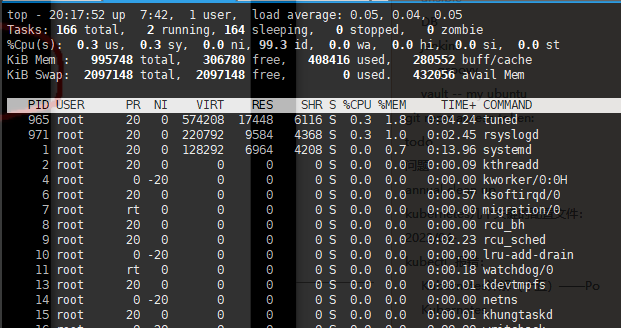 top - 20:17:52 up  7:42,  1 user,  load average: 0.05, 0.04, 0.05
Tasks: 166 total,   2 running, 164 sleeping,   0 stopped,   0 zombie
%Cpu(s):  0.3 us,  0.3 sy,  0.0 ni, 99.3 id,  0.0 wa,  0.0 hi,  0.0 si,  0.0 st
KiB Mem :   995748 total,   306780 free,   408416 used,   280552 buff/cache
KiB Swap:  2097148 total,  2097148 free,        0 used.   432056 avail Mem
PID USER      PR  NI    VIRT    RES    SHR S %CPU %MEM     TIME+ COMMAND
965 root      20   0  574208  17448   6116 S  0.3  1.8   0:04.24 tuned
971 root      20   0  220792   9584   4368 S  0.3  1.0   0:00.75 rsyslogd
1 root      20   0  128292   6964   4208 S  0.0  0.7   0:13.96 systemd
2 root      20   0       0      0      0 S  0.0  0.0   0:00.09 kthreadd
4 root       0 -20       0      0      0 S  0.0  0.0   0:00.00 kworker/0:0H
6 root      20   0       0      0      0 S  0.0  0.0   0:00.57 ksoftirqd/0
7 root      rt   0       0      0      0 S  0.0  0.0   0:00.00 migration/0
8 root      20   0       0      0      0 S  0.0  0.0   0:00.00 rcu_bh
9 root      20   0       0      0      0 S  0.0  0.0   0:02.23 rcu_sched
10 root       0 -20       0      0      0 S  0.0  0.0   0:00.00 lru-add-drain
11 root      rt   0       0      0      0 S  0.0  0.0   0:00.18 watchdog/0
13 root      20   0       0      0      0 S  0.0  0.0   0:00.01 kdevtmpfs
14 root       0 -20       0      0      0 S  0.0  0.0   0:00.00 netns
15 root      20   0       0      0      0 S  0.0  0.0   0:00.01 khungtaskd
vault -- my ubuntu